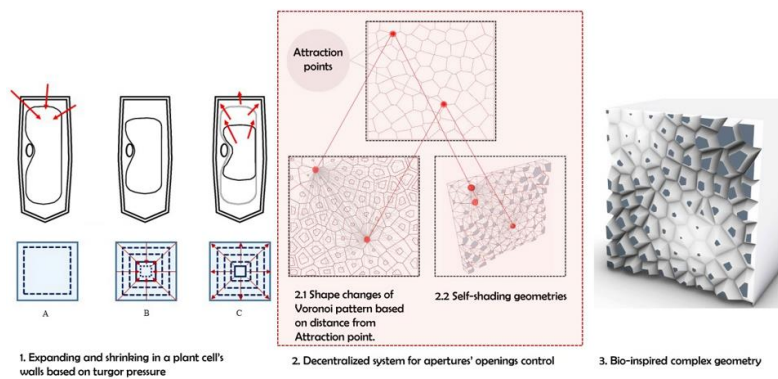 Attraction
points
A
B
C
2.1 Shape changes of
Voronoi pattern based
on distance from
Attraction point.
2.2 Self-shading geometries
1. Expanding and shrinking in a plant cell's
walls based on turgor pressure
2. Decentralized system for apertures' openings control
3. Bio-inspired complex geometry